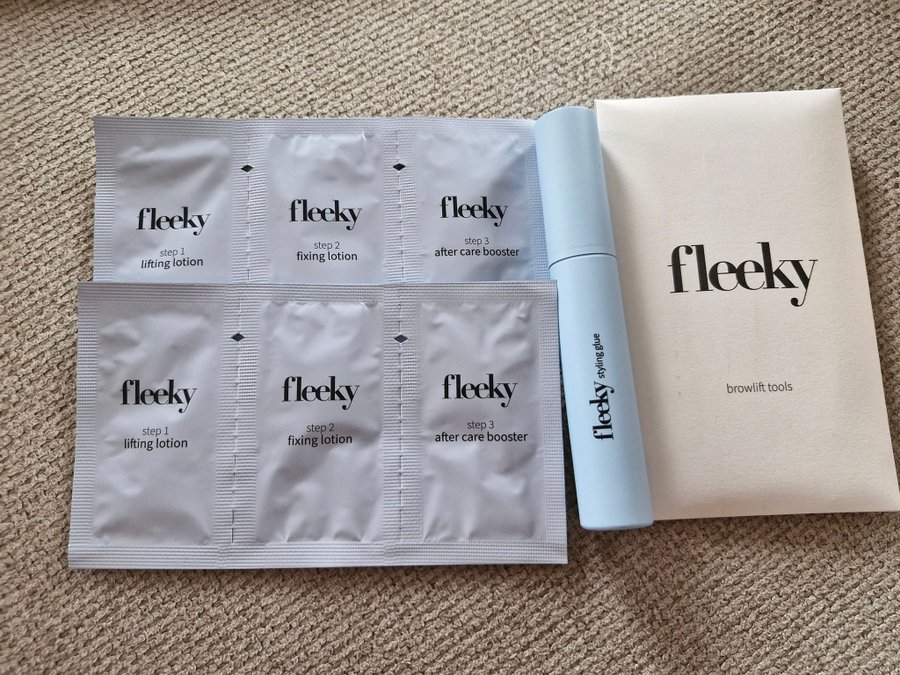 fleeky
step 1
lifting lotion
fleeky
step 2
fixing lotion
fleeky
step 3
after care booster
fleeky
step 1
lifting lotion
fleeky
step 2
fixing lotion
fleeky
step 3
after care booster
fleeky styling glue
fleeky
browlift tools